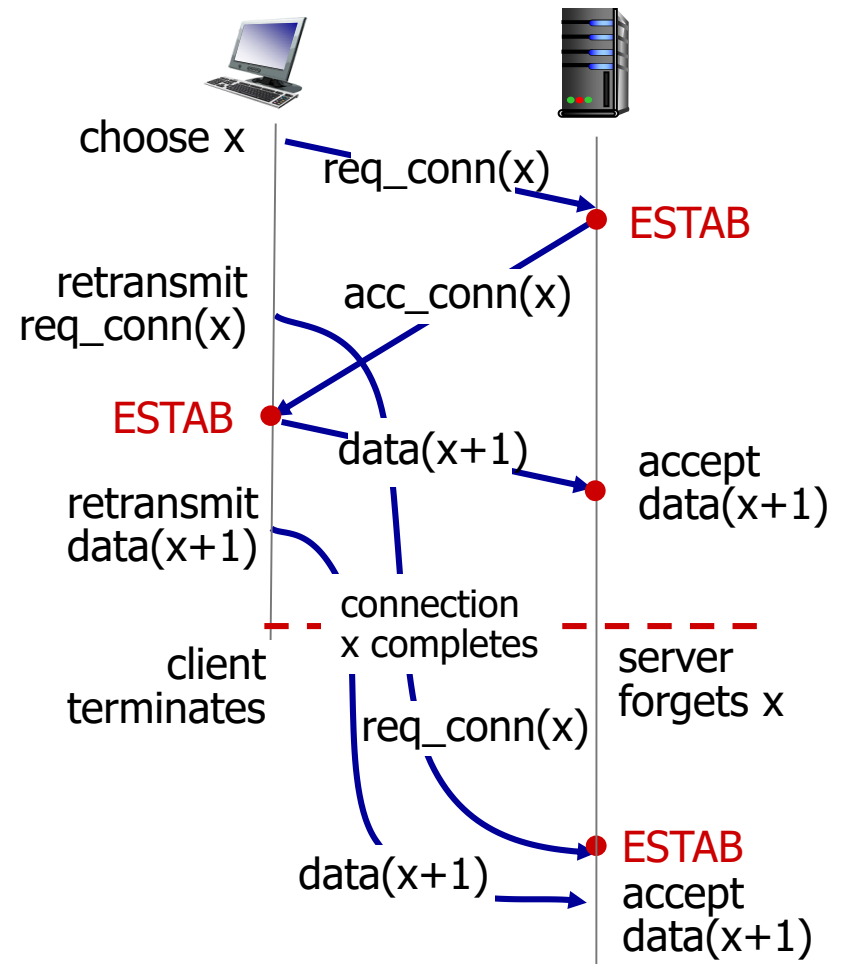 choose x
req_conn(x)
ESTAB
retransmit
req_conn(x)
acc_conn(x)
ESTAB
data(x+1)
accept
data(x+1)
retransmit
data(x+1)
connection
x completes
client
terminates
server
forgets x
req_conn(x)
ESTAB
data(x+1)
accept
data(x+1)